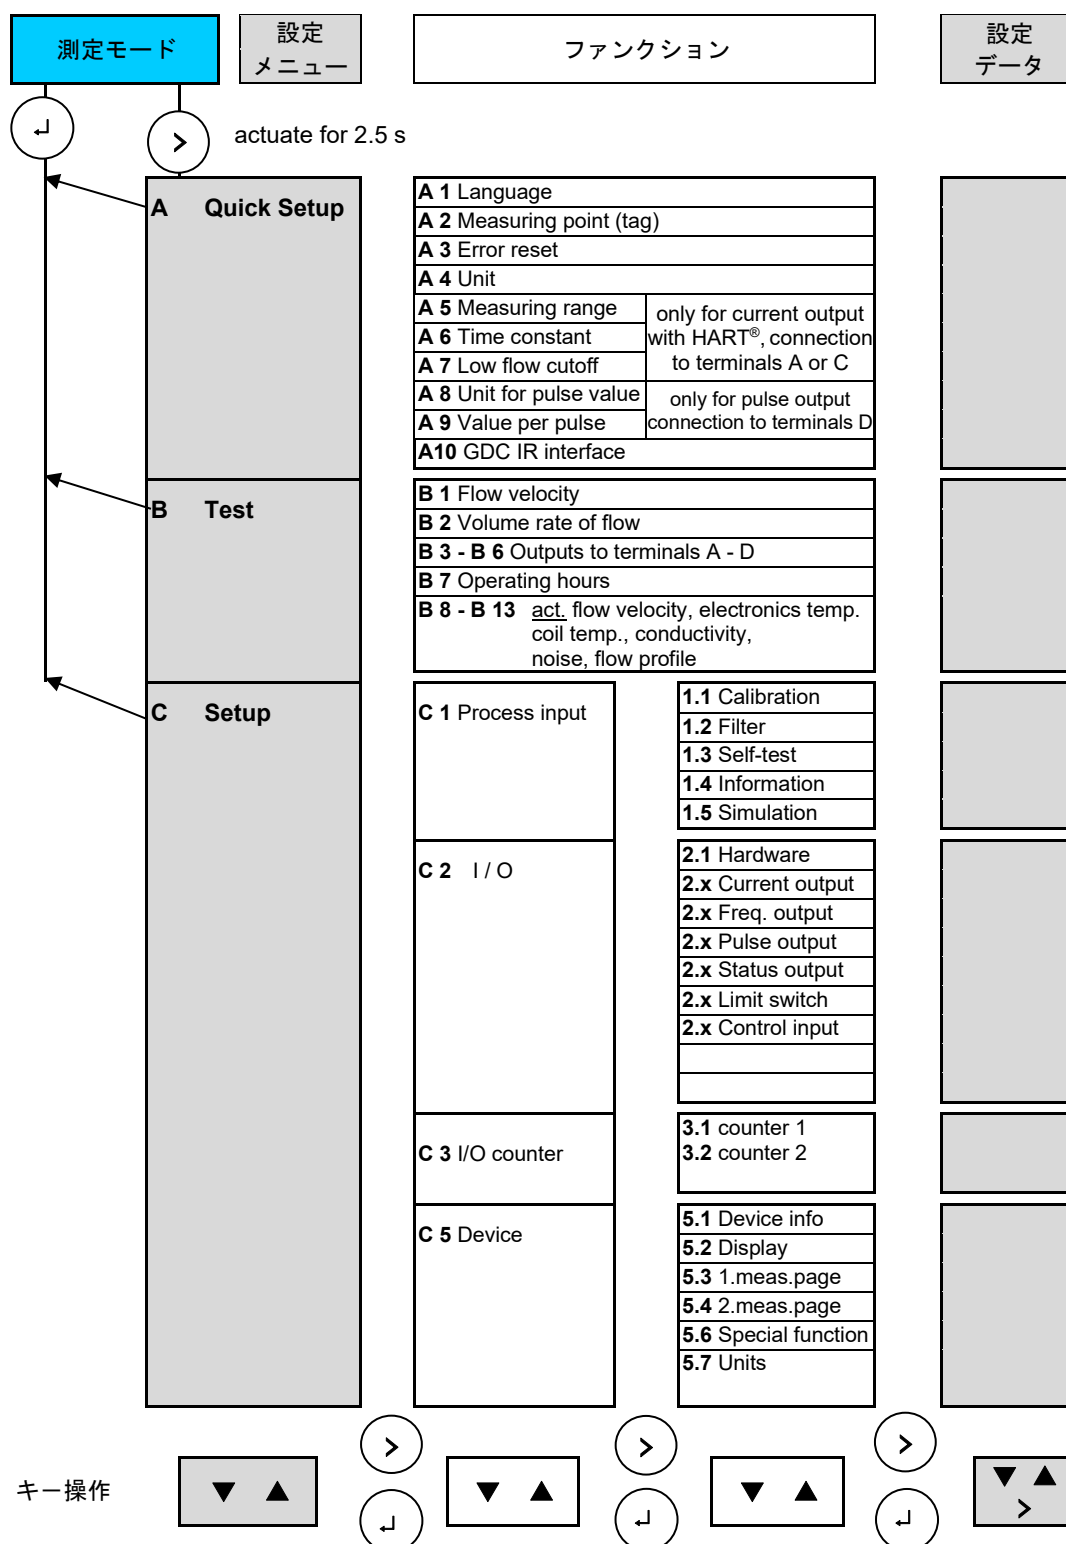 測定モード
設定
メニュー
ファンクション
設定
データ
↵
>
actuate for 2.5 s
A Quick Setup
A 1 Language
A 2 Measuring point (tag)
A 3 Error reset
A 4 Unit
A 5 Measuring range
A 6 Time constant
A 7 Low flow cutoff
only for current output
with HART®, connection
to terminals A or C
A 8 Unit for pulse value
A 9 Value per pulse
only for pulse output
connection to terminals D
A10 GDC IR interface
B Test
B 1 Flow velocity
B 2 Volume rate of flow
B 3 - B 6 Outputs to terminals A - D
B 7 Operating hours
B 8 - B 13 act. flow velocity, electronics temp.
coil temp., conductivity,
noise, flow profile
C Setup
C 1 Process input
1.1 Calibration
1.2 Filter
1.3 Self-test
1.4 Information
1.5 Simulation
C 2 I / O
2.1 Hardware
2.x Current output
2.x Freq. output
2.x Pulse output
2.x Status output
2.x Limit switch
2.x Control input
C 3 I/O counter
3.1 counter 1
3.2 counter 2
C 5 Device
5.1 Device info
5.2 Display
5.3 1.meas.page
5.4 2.meas.page
5.6 Special function
5.7 Units
キー操作
▼ ▲
>
↵
▼ ▲
>
↵
▼ ▲
>
↵
▼ ▲
>